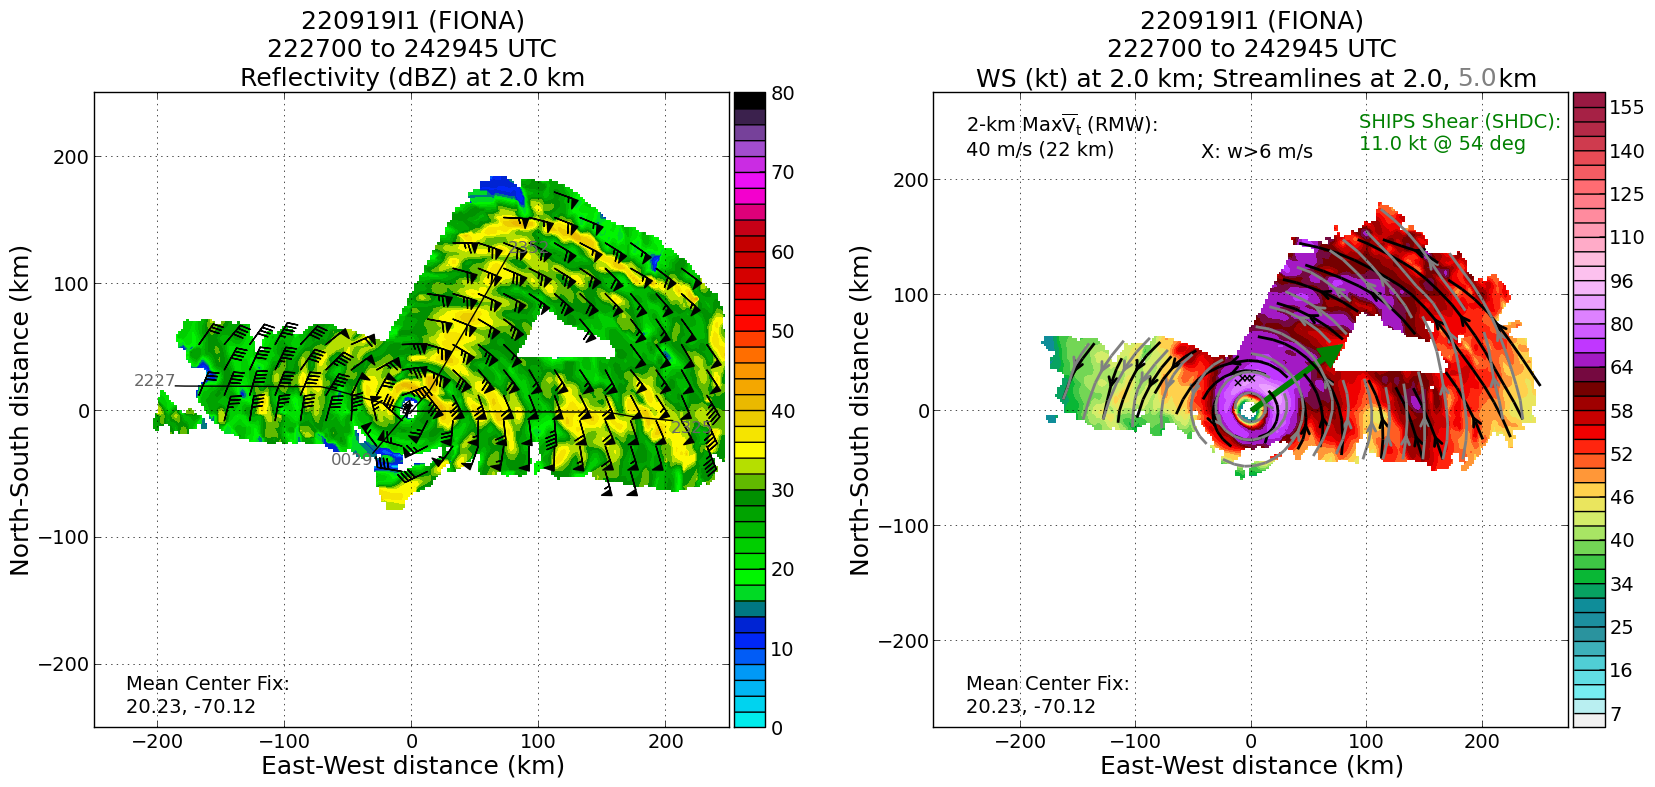 220919I1 (FIONA)
222700 to 242945 UTC
Reflectivity (dBZ) at 2.0 km
North-South distance (km)
200
100
0
−100
−200
2227
0029
Mean Center Fix:
20.23, -70.12
−200
−100
0
100
200
East-West distance (km)
80
70
60
50
40
30
20
10
0
220919I1 (FIONA)
222700 to 242945 UTC
WS (kt) at 2.0 km; Streamlines at 2.0, 5.0km
North-South distance (km)
200
100
0
−100
−200
2-km MaxV̅t (RMW):
40 m/s (22 km)
X: w>6 m/s
SHIPS Shear (SHDC):
11.0 kt @ 54 deg
Mean Center Fix:
20.23, -70.12
−200
−100
0
100
200
East-West distance (km)
155
140
125
110
96
80
64
58
52
46
40
34
25
16
7